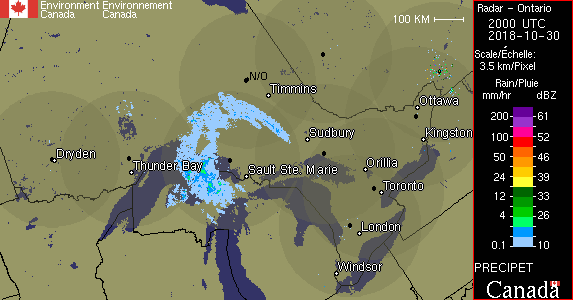 Environment Environnement
Canada Canada
100 KM
N/O
Timmins
Ottawa
Sudbury
Kingston
Dryden
Thunder Bay
Sault Ste. Marie
Orillia
Toronto
London
Windsor
Radar - Ontario
2000 UTC
2018-10-30
Scale/Échelle:
3.5 km/Pixel
Rain/Pluie
mm/hr dBZ
200 61
100 52
50 46
24 39
12 33
4 26
0.1 10
PRECIPET
Canada